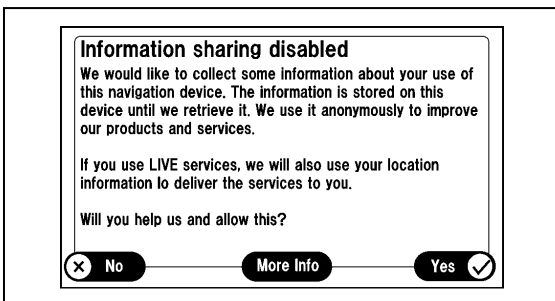 Information sharing disabled
We would like to collect some information about your use of
this navigation device. The information is stored on this
device until we retrieve it. We use it anonymously to improve
our products and services.
If you use LIVE services, we will also use your location
information lo deliver the services to you.
Will you help us and allow this?
No More Info Yes